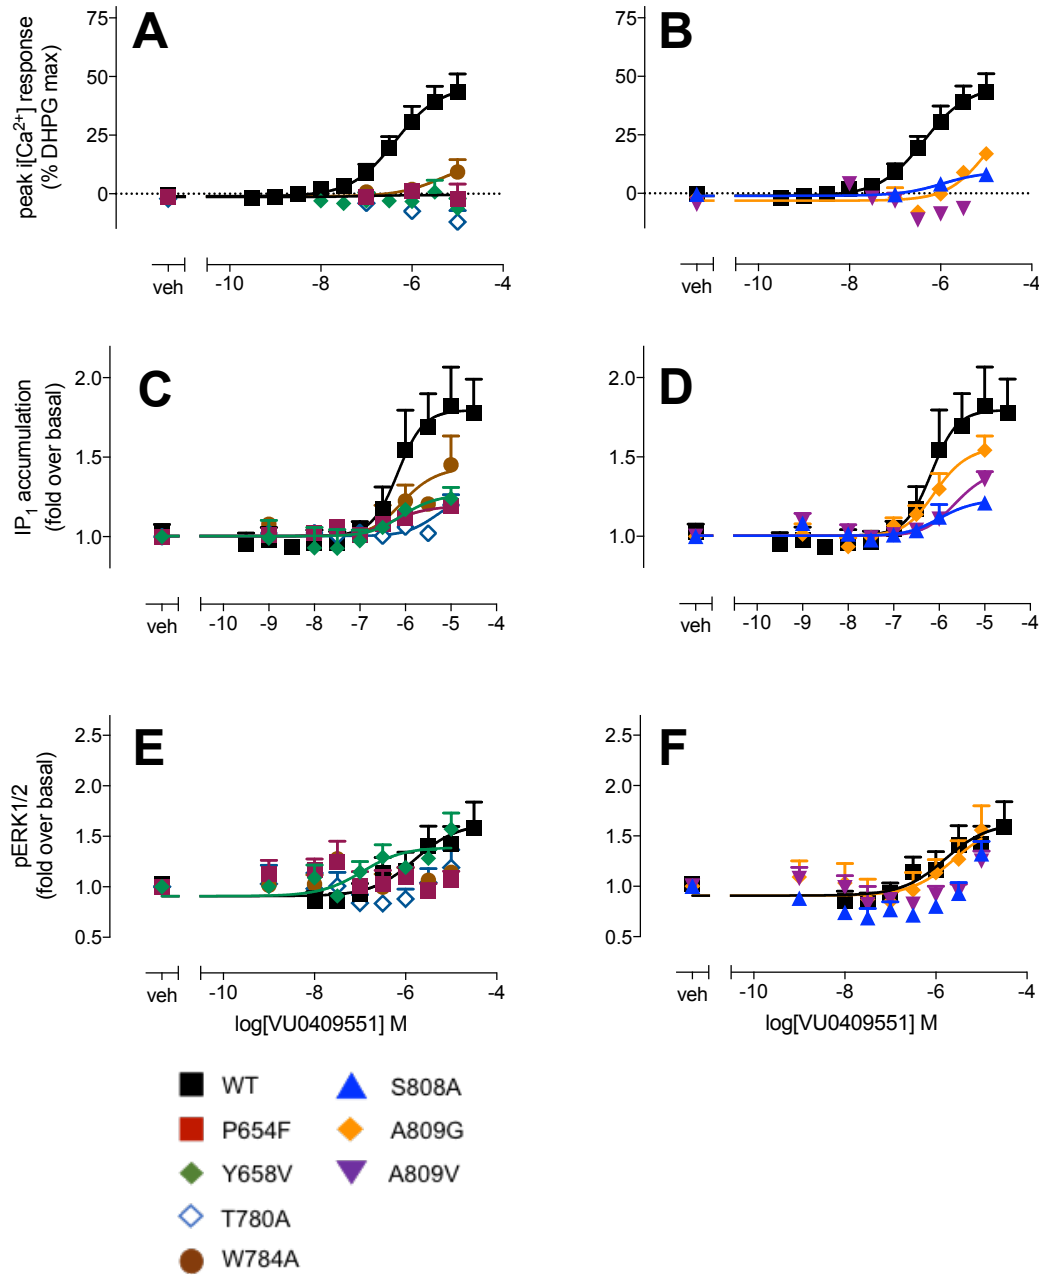 A
B
peak i[Ca2+] response
(% DHPG max)
75
50
25
0
veh
-10
-8
-6
-4
75
50
25
0
veh
-10
-8
-6
-4
C
D
IP1 accumulation
(fold over basal)
2.0
1.5
1.0
veh
-10
-9
-8
-7
-6
-5
-4
2.0
1.5
1.0
veh
-10
-9
-8
-7
-6
-5
-4
E
F
pERK1/2
(fold over basal)
2.5
2.0
1.5
1.0
0.5
veh
-10
-8
-6
-4
log[VU0409551] M
2.5
2.0
1.5
1.0
0.5
veh
-10
-8
-6
-4
log[VU0409551] M
WT
P654F
Y658V
T780A
W784A
S808A
A809G
A809V